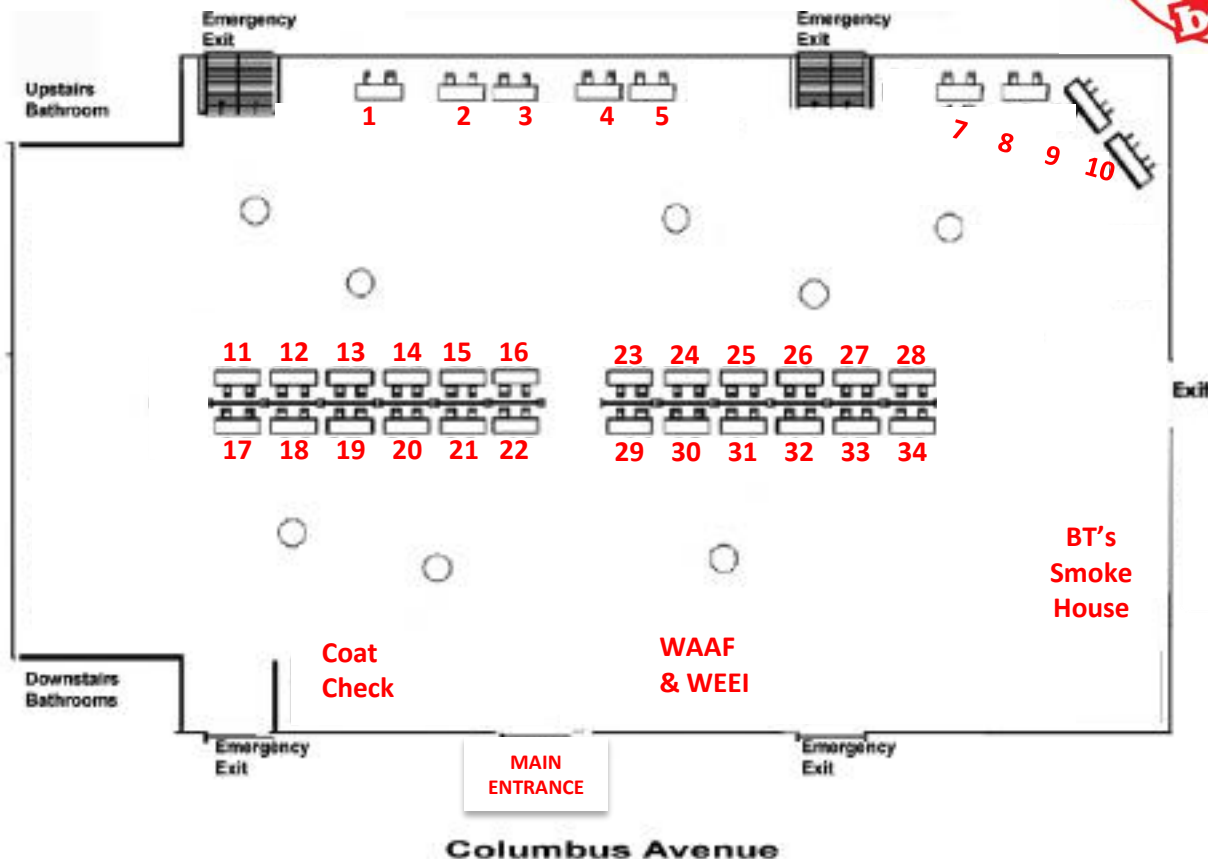 Emergency
Exit
Emergency
Exit
b
Upstairs
Bathroom
1 2 3 4 5
7 8 9 10
11 12 13 14 15 16
23 24 25 26 27 28
Exit
17 18 19 20 21 22
29 30 31 32 33 34
BT's
Smoke
House
Coat
Check
WAAF
& WEEI
Downstairs
Bathrooms
Emergency
Exit
MAIN
ENTRANCE
Emergency
Exit
Columbus Avenue